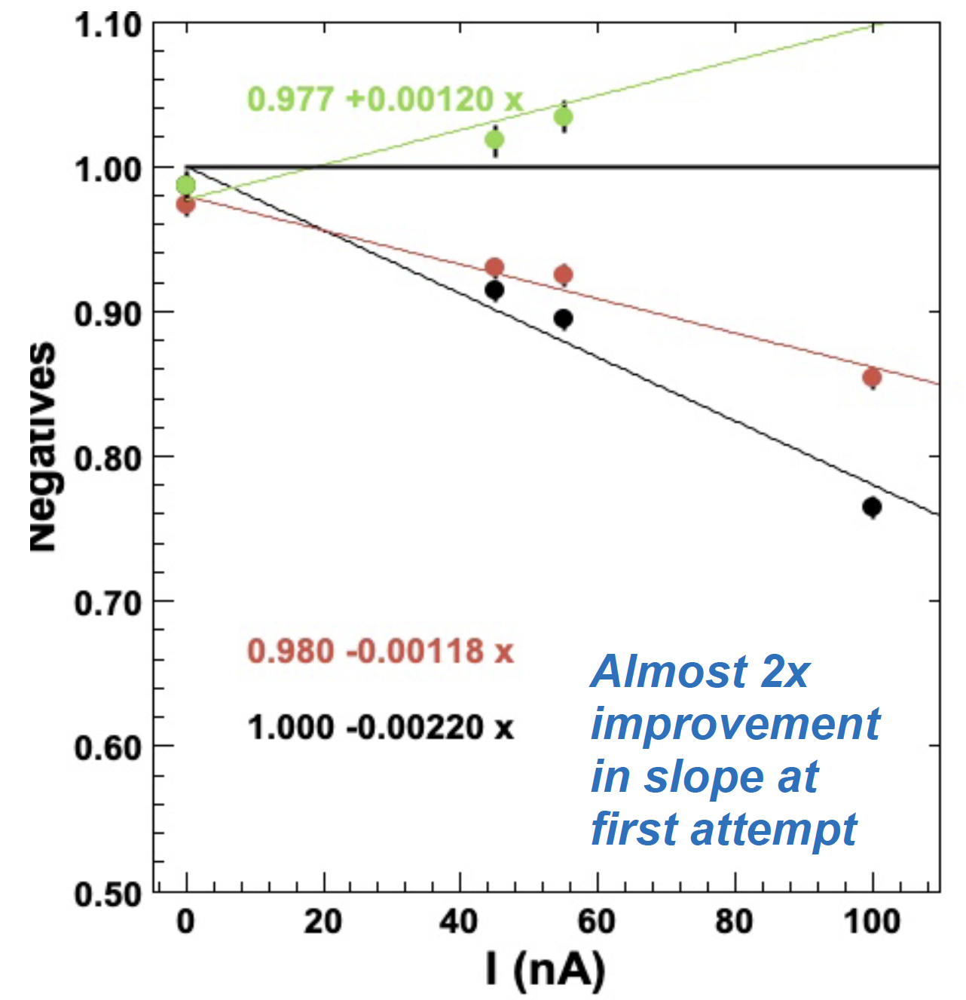 1.10
0.977 +0.00120 x
1.00
0.90
Negatives
0.80
0.70
0.980 -0.00118 x
Almost 2x
improvement
in slope at
first attempt
1.000 -0.00220 x
0.60
0.50
0 20 40 60 80 100
I (nA)